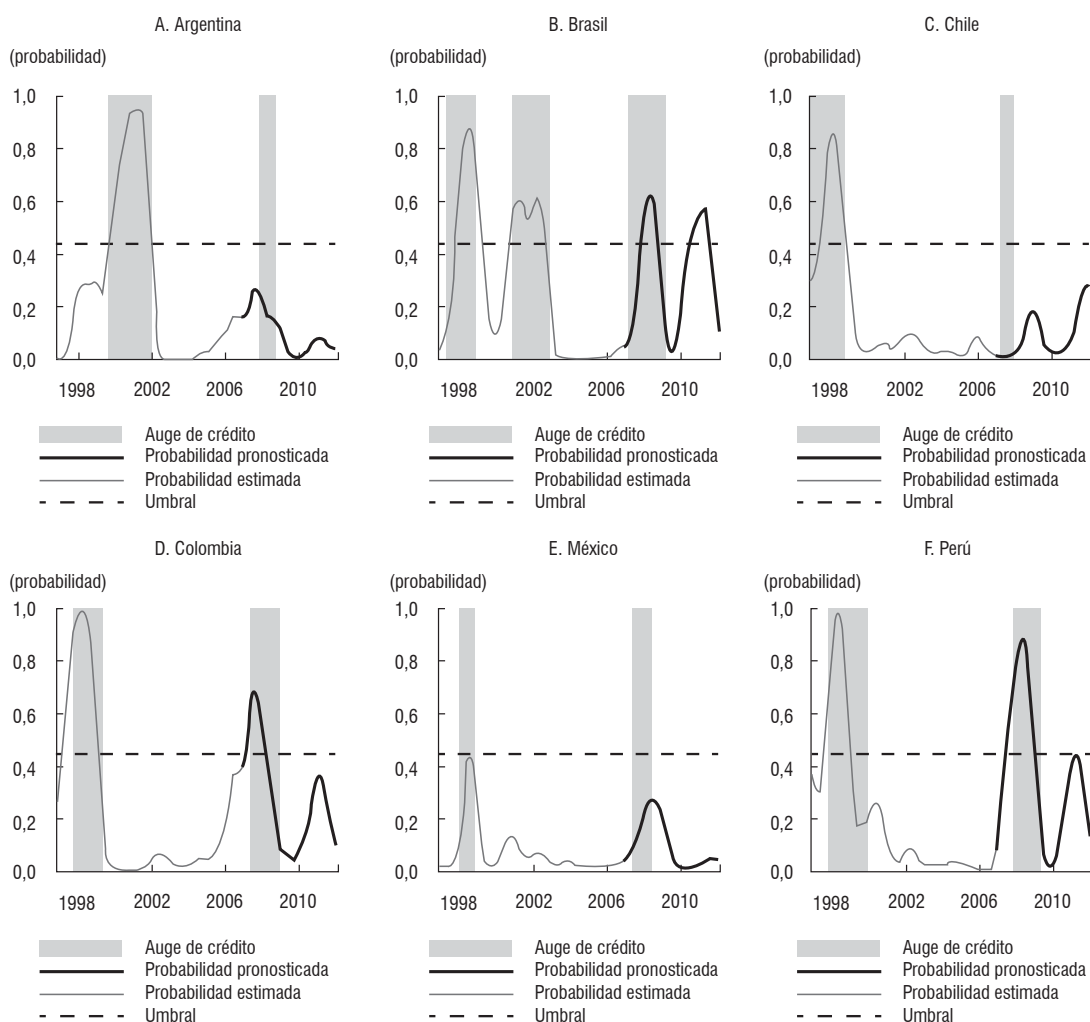 A. Argentina
(probabilidad)
1,0
0,8
0,6
0,4
0,2
0,0
1998 2002 2006 2010
Auge de crédito
Probabilidad pronosticada
Probabilidad estimada
Umbral
B. Brasil
(probabilidad)
1,0
0,8
0,6
0,4
0,2
0,0
1998 2002 2006 2010
Auge de crédito
Probabilidad pronosticada
Probabilidad estimada
Umbral
C. Chile
(probabilidad)
1,0
0,8
0,6
0,4
0,2
0,0
1998 2002 2006 2010
Auge de crédito
Probabilidad pronosticada
Probabilidad estimada
Umbral
D. Colombia
(probabilidad)
1,0
0,8
0,6
0,4
0,2
0,0
1998 2002 2006 2010
Auge de crédito
Probabilidad pronosticada
Probabilidad estimada
Umbral
E. México
(probabilidad)
1,0
0,8
0,6
0,4
0,2
0,0
1998 2002 2006 2010
Auge de crédito
Probabilidad pronosticada
Probabilidad estimada
Umbral
F. Perú
(probabilidad)
1,0
0,8
0,6
0,4
0,2
0,0
1998 2002 2006 2010
Auge de crédito
Probabilidad pronosticada
Probabilidad estimada
Umbral